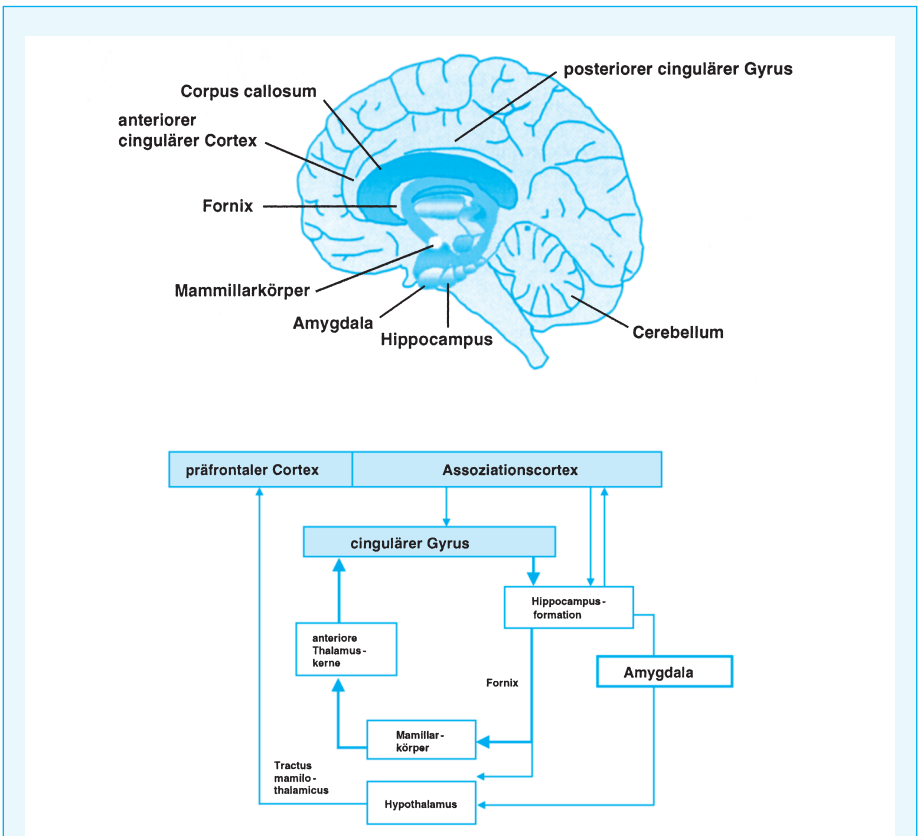 posteriorer cingulärer Gyrus
Corpus callosum
anteriorer
cingulärer Cortex
Fornix
Mammillarkörper
Amygdala
Hippocampus
Cerebellum
präfrontaler Cortex
Assoziationscortex
cingulärer Gyrus
Hippocampus-
formation
anteriore
Thalamus-
kerne
Amygdala
Fornix
Mamillar-
körper
Tractus
mamilo-
thalamicus
Hypothalamus